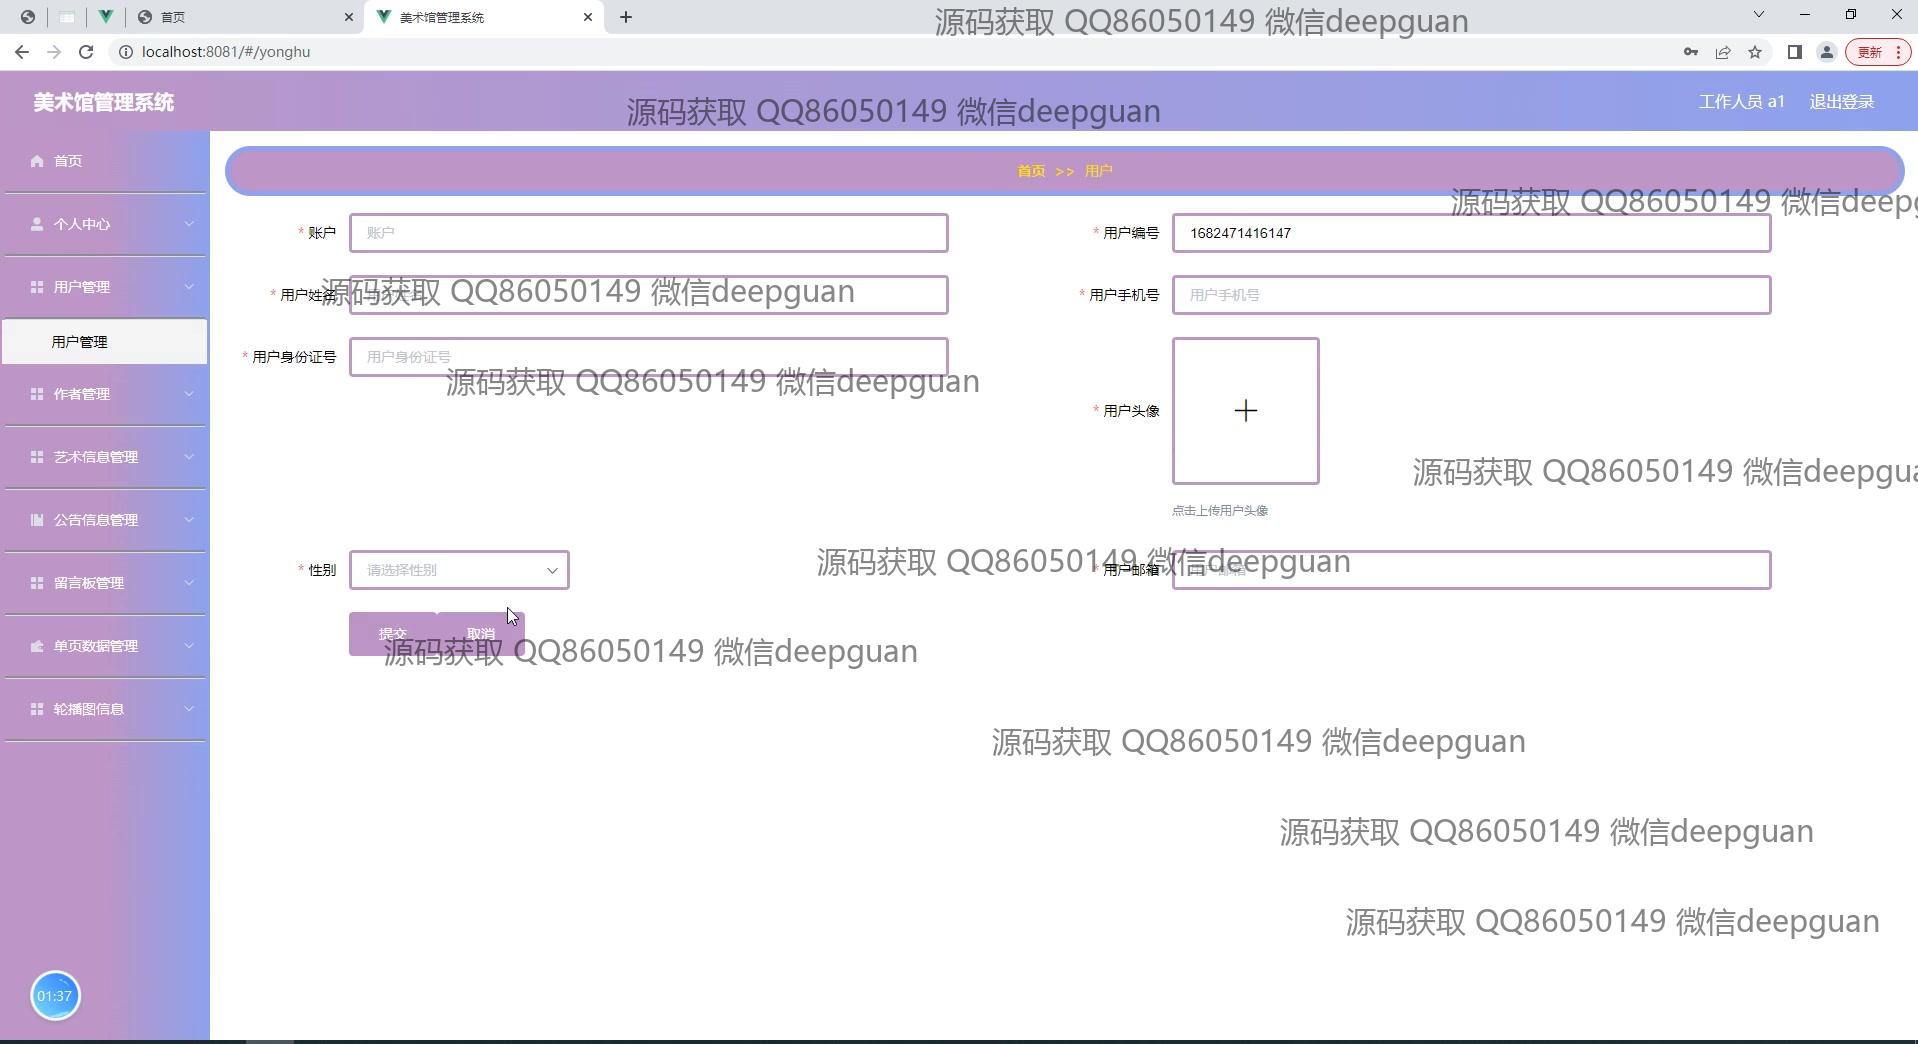 首页
美术馆管理系统
源码获取 QQ86050149 微信deepguan
localhost:8081/#/yonghu
更新
美术馆管理系统
源码获取 QQ86050149 微信deepguan
工作人员 a1
退出登录
首页
个人中心
用户管理
用户管理
作者管理
艺术信息管理
公告信息管理
留言板管理
单页数据管理
轮播图信息
01:37
首页 >> 用户
源码获取 QQ86050149 微信deepg
* 账户
账户
* 用户编号
1682471416147
* 用户姓名
源码获取 QQ86050149 微信deepguan
* 用户手机号
用户手机号
* 用户身份证号
用户身份证号
源码获取 QQ86050149 微信deepguan
* 用户头像
点击上传用户头像
源码获取 QQ86050149 微信deepgua
* 性别
请选择性别
源码获取 QQ86050149 微信deepguan
* 用户邮箱
提交
取消
源码获取 QQ86050149 微信deepguan
源码获取 QQ86050149 微信deepguan
源码获取 QQ86050149 微信deepguan
源码获取 QQ86050149 微信deepguan